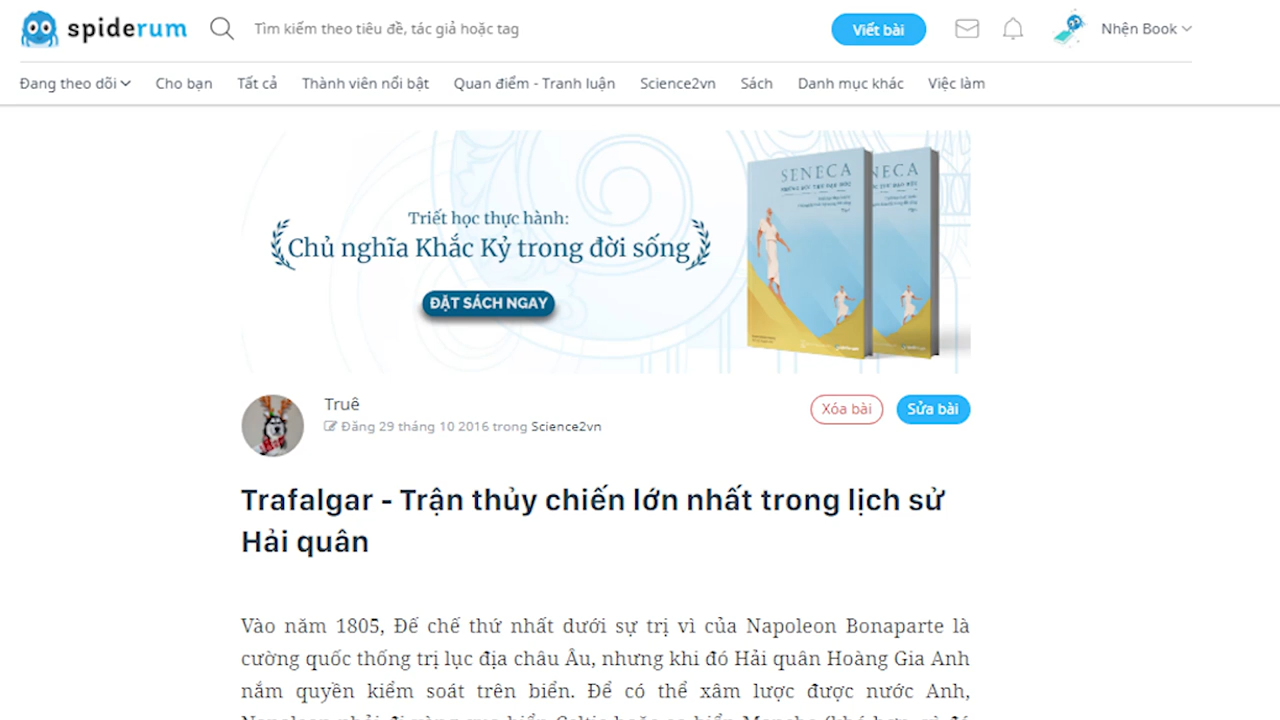 spiderum
Tìm kiếm theo tiêu đề, tác giả hoặc tag
Viết bài
Nhện Book
Đang theo dõi
Cho bạn
Tất cả
Thành viên nổi bật
Quan điểm - Tranh luận
Science2vn
Sách
Danh mục khác
Việc làm
Triết học thực hành:
Chủ nghĩa Khắc Kỷ trong đời sống
ĐẶT SÁCH NGAY
SENECA
NECA
Truê
Đăng 29 tháng 10 2016 trong Science2vn
Xóa bài
Sửa bài
Trafalgar - Trận thủy chiến lớn nhất trong lịch sử
Hải quân
Vào năm 1805, Đế chế thứ nhất dưới sự trị vì của Napoleon Bonaparte là
cường quốc thống trị lục địa châu Âu, nhưng khi đó Hải quân Hoàng Gia Anh
nắm quyền kiểm soát trên biển. Để có thể xâm lược được nước Anh,